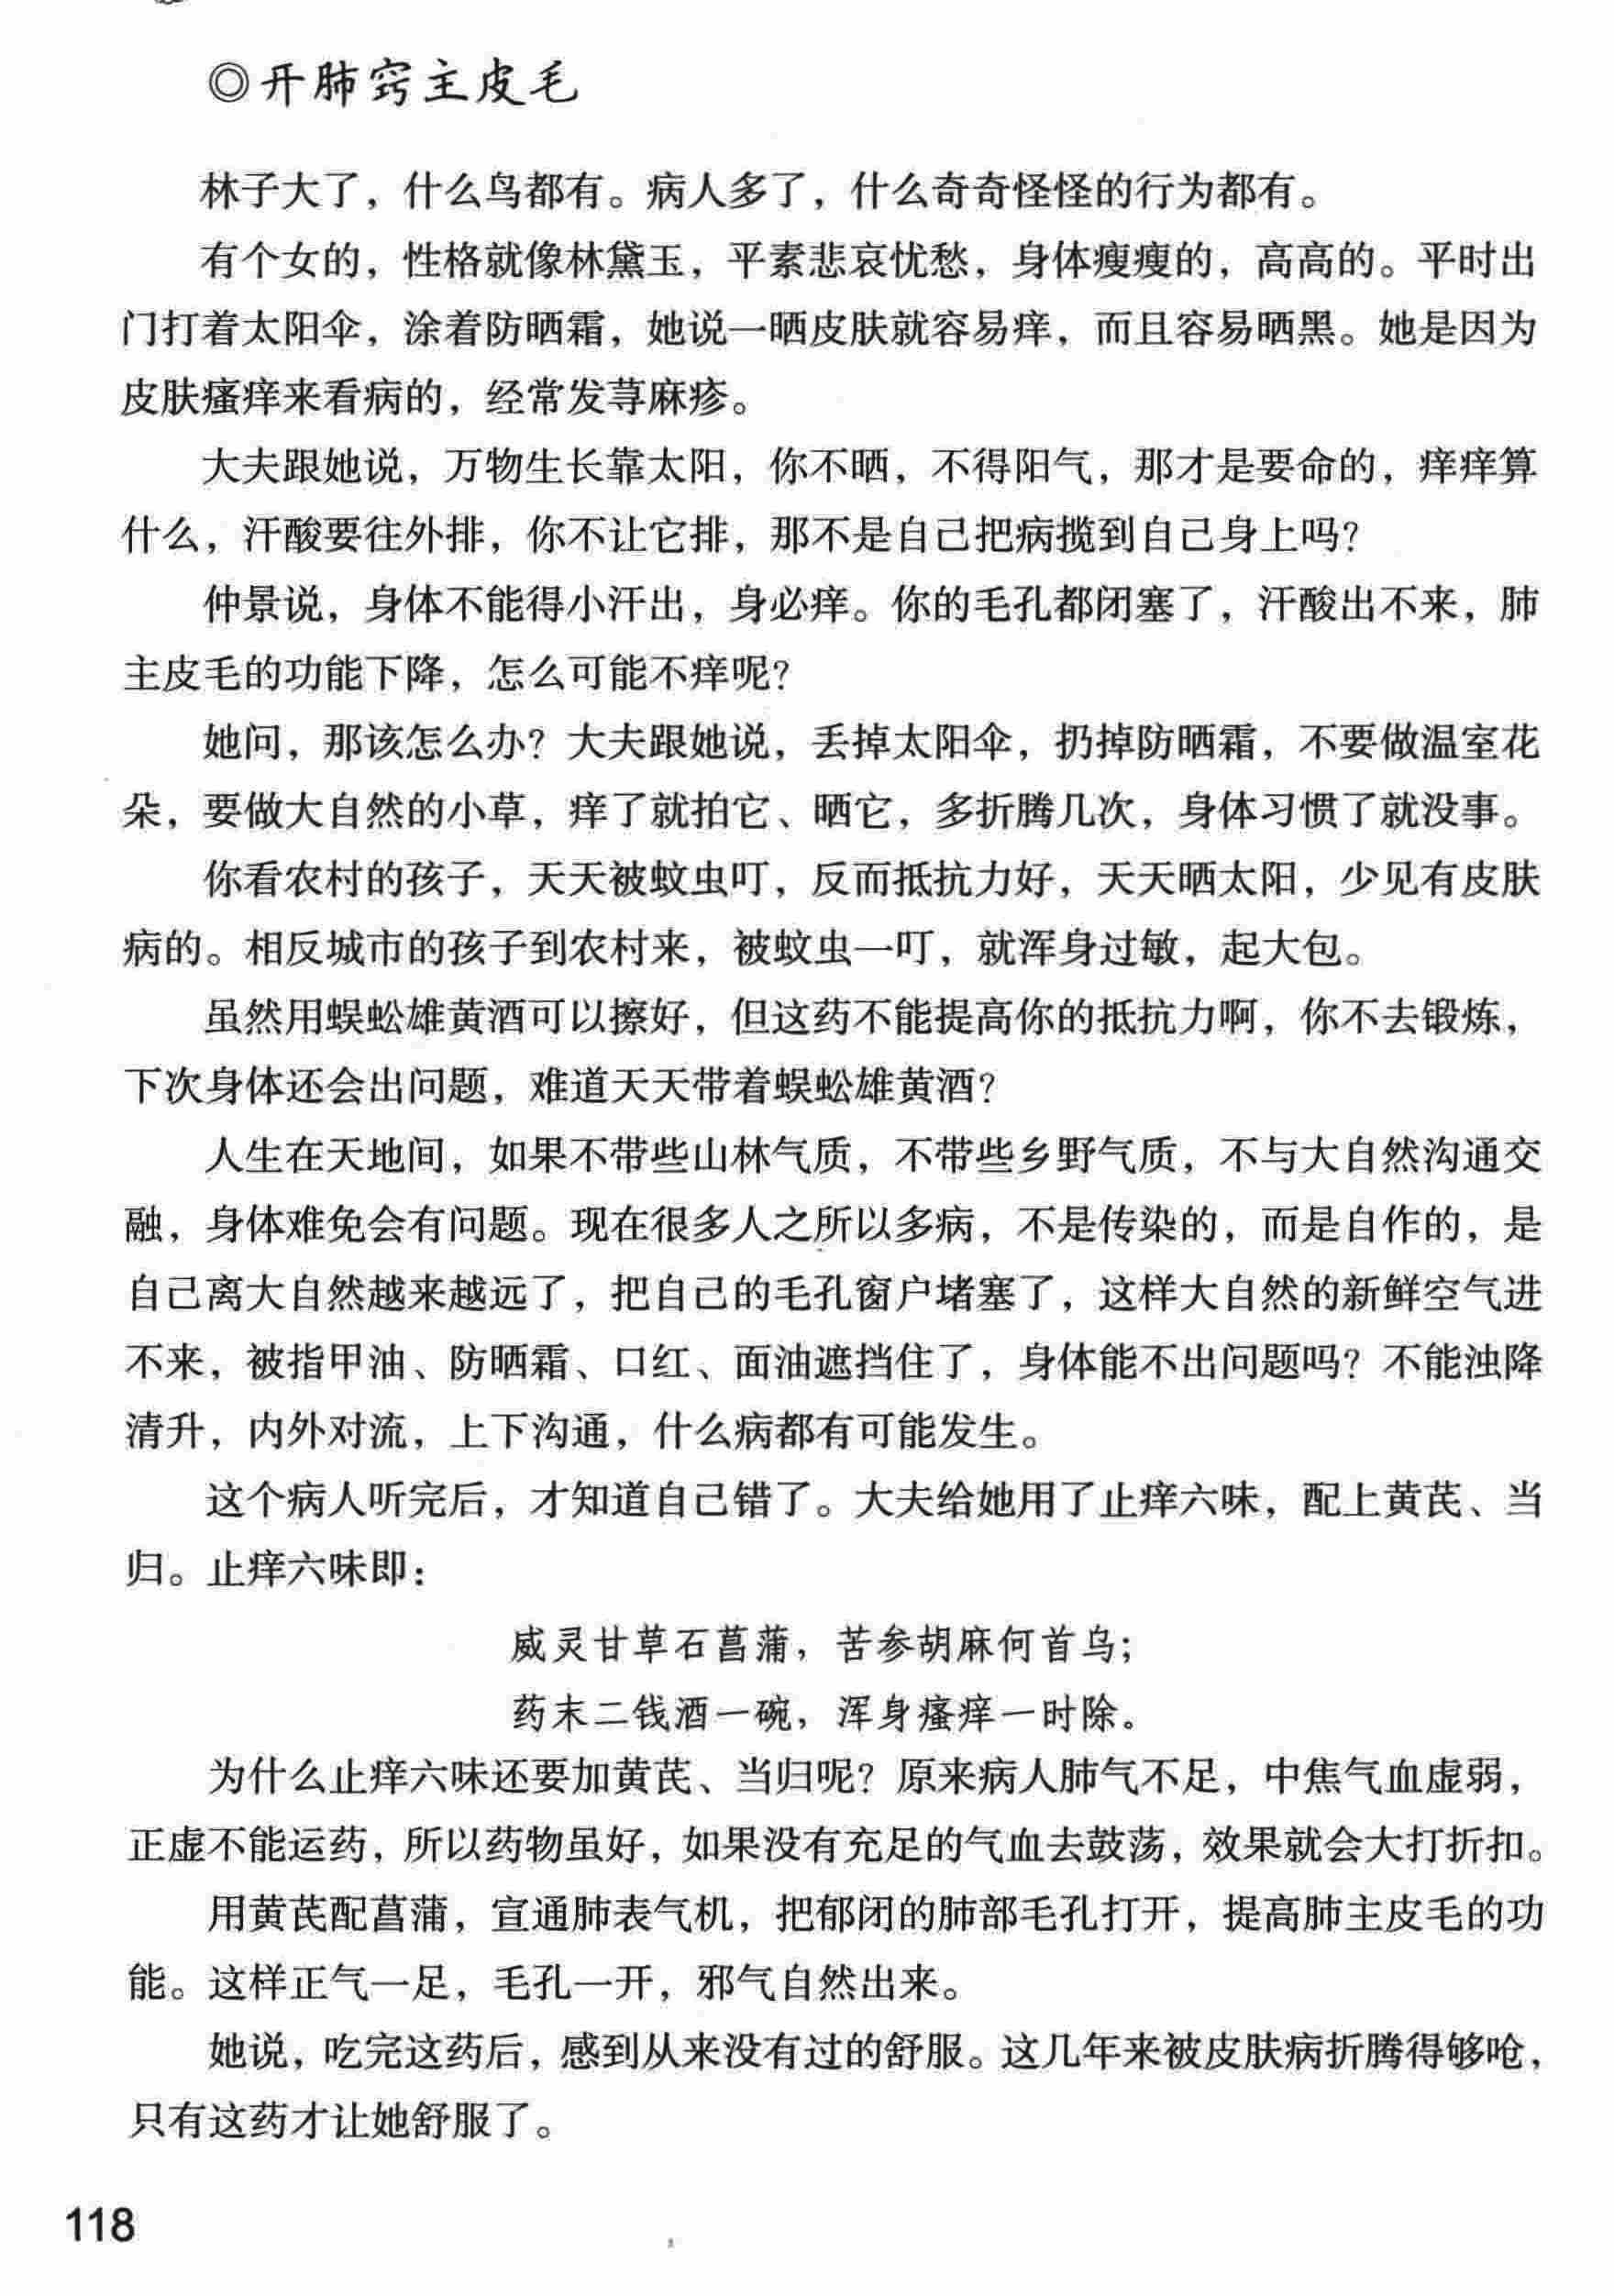 ◎开肺窍主皮毛
林子大了，什么鸟都有。病人多了，什么奇奇怪怪的行为都有。
有个女的，性格就像林黛玉，平素悲哀忧愁，身体瘦瘦的，高高的。平时出
门打着太阳伞，涂着防晒霜，她说一晒皮肤就容易痒，而且容易晒黑。她是因为
皮肤瘙痒来看病的，经常发荨麻疹。
大夫跟她说，万物生长靠太阳，你不晒，不得阳气，那才是要命的，痒痒算
什么，汗酸要往外排，你不让它排，那不是自己把病揽到自己身上吗？
仲景说，身体不能得小汗出，身必痒。你的毛孔都闭塞了，汗酸出不来，肺
主皮毛的功能下降，怎么可能不痒呢？
她问，那该怎么办？大夫跟她说，丢掉太阳伞，扔掉防晒霜，不要做温室花
朵，要做大自然的小草，痒了就拍它、晒它，多折腾几次，身体习惯了就没事。
你看农村的孩子，天天被蚊虫叮，反而抵抗力好，天天晒太阳，少见有皮肤
病的。相反城市的孩子到农村来，被蚊虫一叮，就浑身过敏，起大包。
虽然用蜈蚣雄黄酒可以擦好，但这药不能提高你的抵抗力啊，你不去锻炼，
下次身体还会出问题，难道天天带着蜈蚣雄黄酒？
人生在天地间，如果不带些山林气质，不带些乡野气质，不与大自然沟通交
融，身体难免会有问题。现在很多人之所以多病，不是传染的，而是自作的，是
自己离大自然越来越远了，把自己的毛孔窗户堵塞了，这样大自然的新鲜空气进
不来，被指甲油、防晒霜、口红、面油遮挡住了，身体能不出问题吗？不能浊降
清升，内外对流，上下沟通，什么病都有可能发生。
这个病人听完后，才知道自己错了。大夫给她用了止痒六味，配上黄芪、当
归。止痒六味即：
威灵甘草石菖蒲，苦参胡麻何首乌；
药末二钱酒一碗，浑身瘙痒一时除。
为什么止痒六味还要加黄芪、当归呢？原来病人肺气不足，中焦气血虚弱，
正虚不能运药，所以药物虽好，如果没有充足的气血去鼓荡，效果就会大打折扣。
用黄芪配菖蒲，宣通肺表气机，把郁闭的肺部毛孔打开，提高肺主皮毛的功
能。这样正气一足，毛孔一开，邪气自然出来。
她说，吃完这药后，感到从来没有过的舒服。这几年来被皮肤病折腾得够呛，
只有这药才让她舒服了。
118